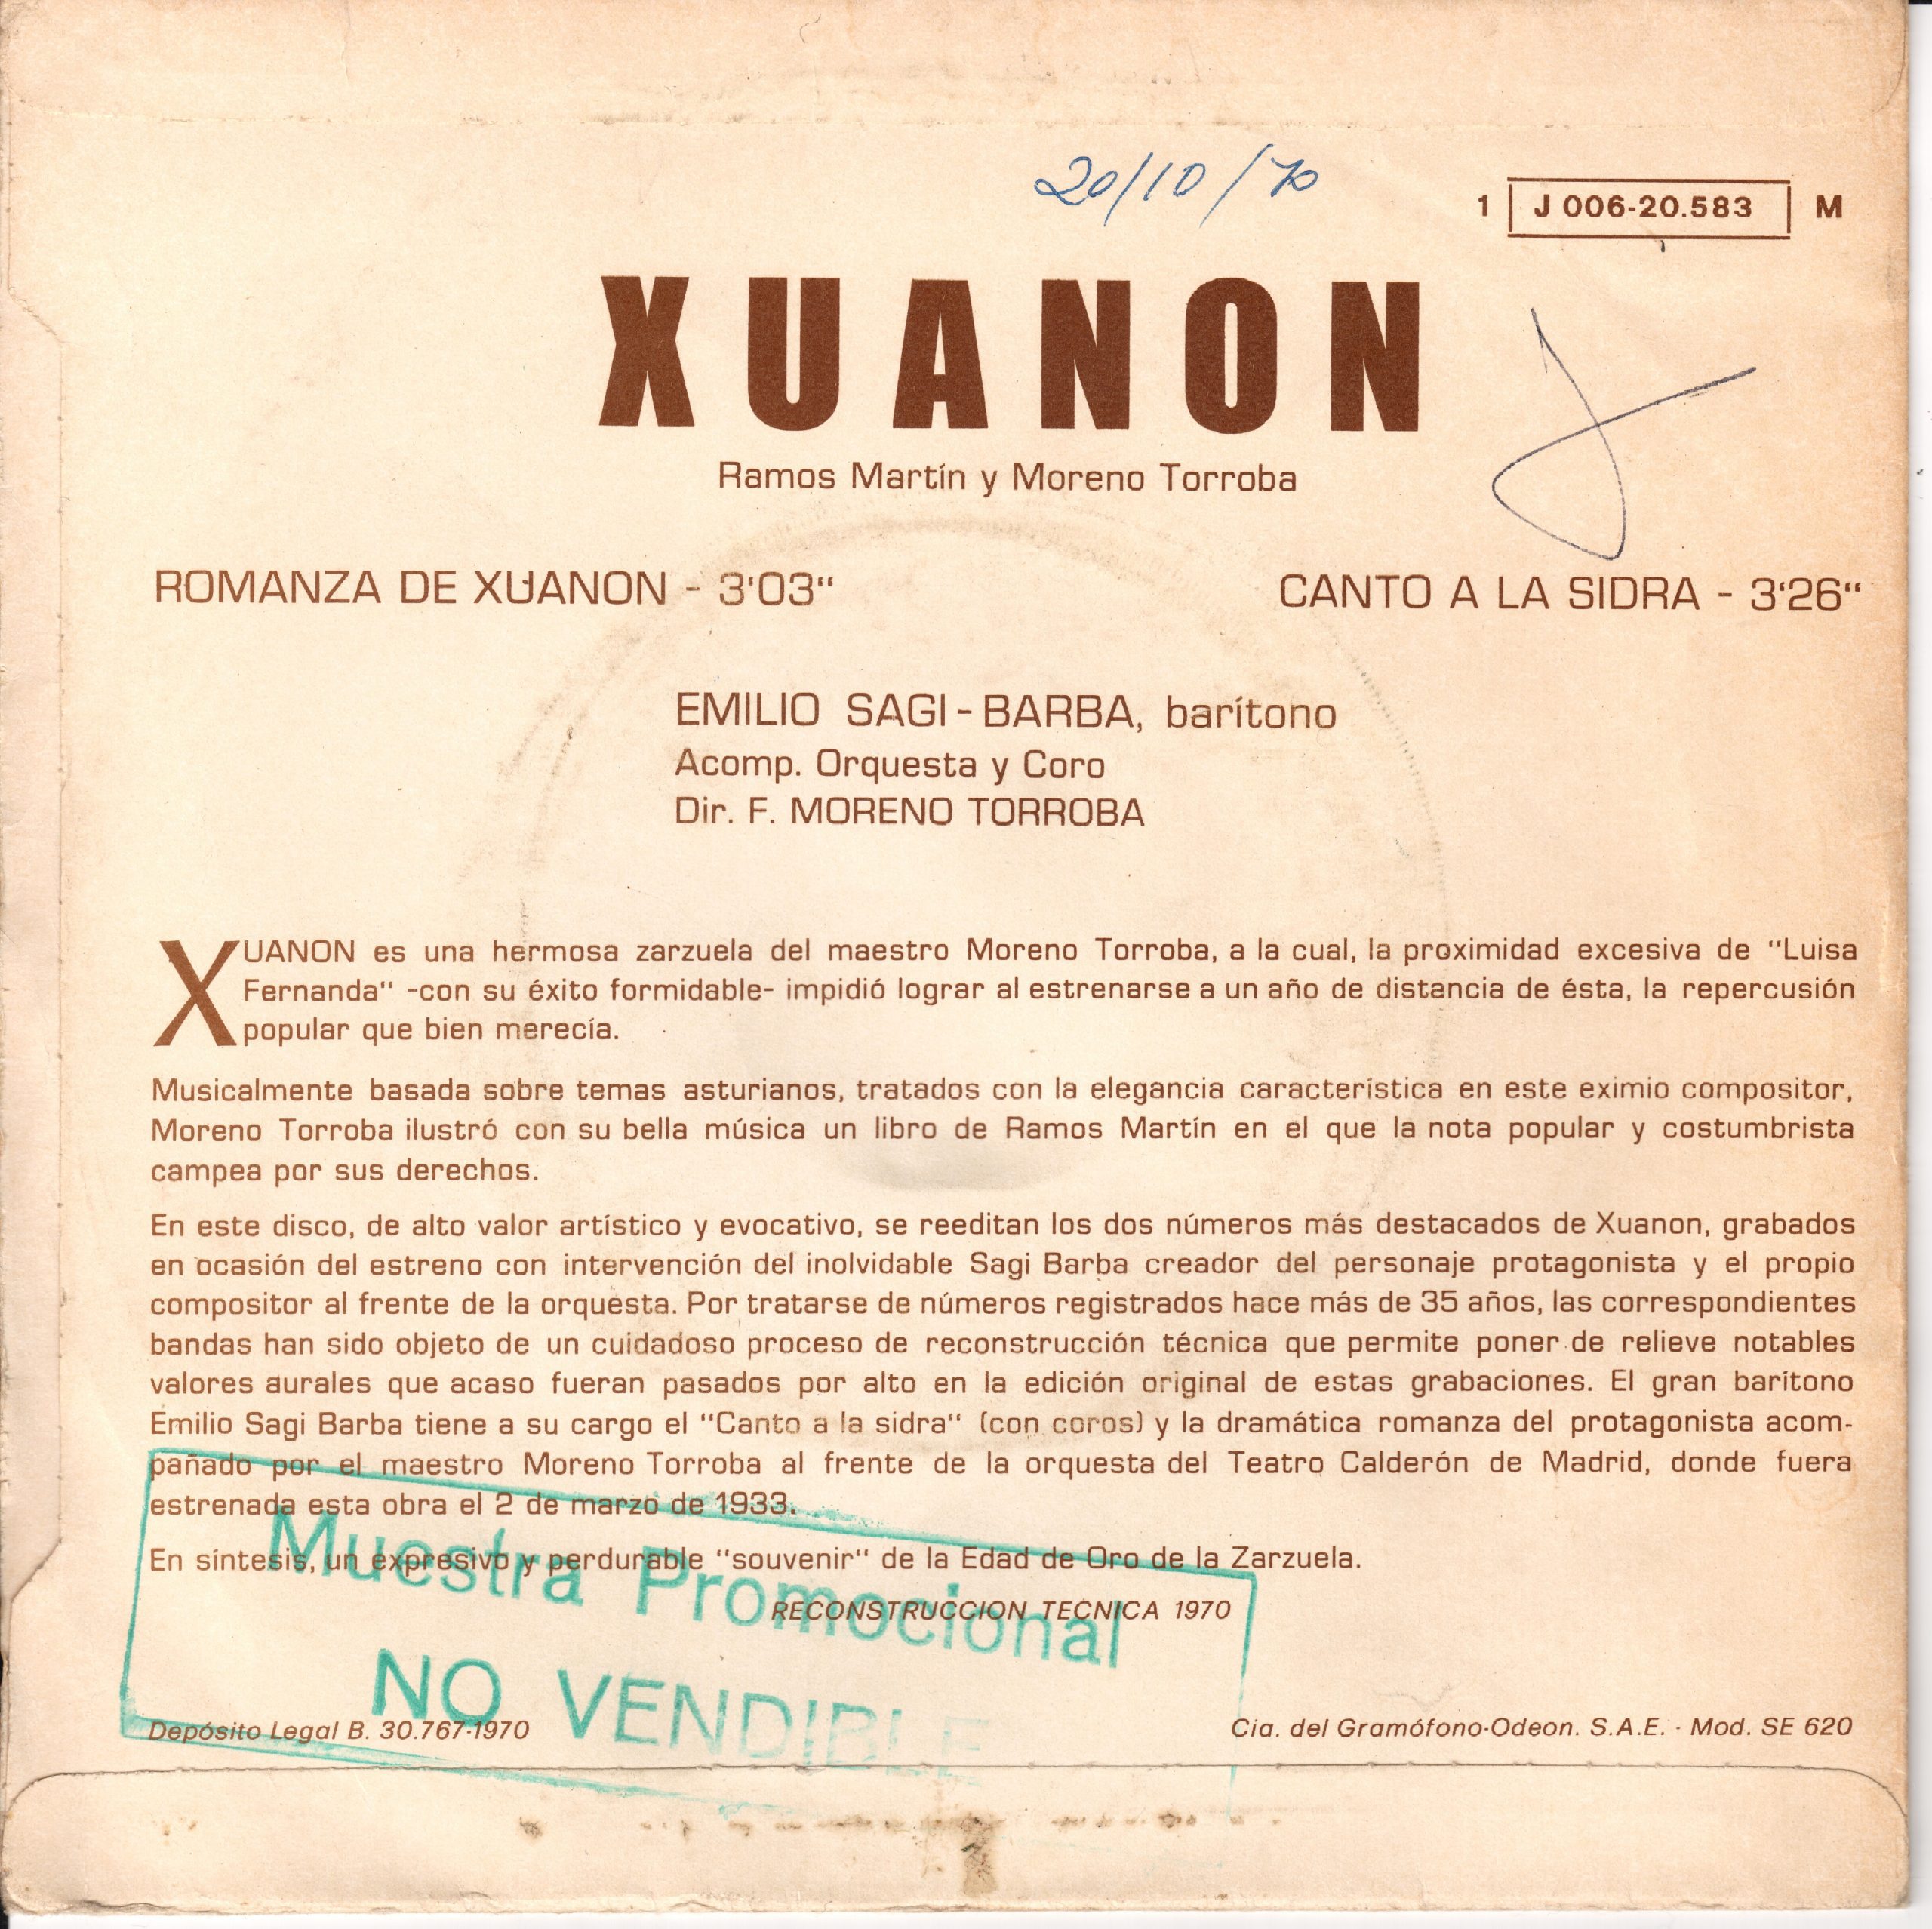 20/10/70
1 J 006-20.583 M
XUANON
Ramos Martín y Moreno Torroba
ROMANZA DE XUANON - 3'03“
CANTO A LA SIDRA - 3'26“
EMILIO SAGI-BARBA, barítono
Acomp. Orquesta y Coro
Dir. F. MORENO TORROBA
XUANON es una hermosa zarzuela del maestro Moreno Torroba, a la cual, la proximidad excesiva de “Luisa
Fernanda“ -con su éxito formidable- impidió lograr al estrenarse a un año de distancia de ésta, la repercusión
popular que bien merecía.
Musicalmente basada sobre temas asturianos, tratados con la elegancia característica en este eximio compositor,
Moreno Torroba ilustró con su bella música un libro de Ramos Martín en el que la nota popular y costumbrista
campea por sus derechos.
En este disco, de alto valor artístico y evocativo, se reeditan los dos números más destacados de Xuanon, grabados
en ocasión del estreno con intervención del inolvidable Sagi Barba creador del personaje protagonista y el propio
compositor al frente de la orquesta. Por tratarse de números registrados hace más de 35 años, las correspondientes
bandas han sido objeto de un cuidadoso proceso de reconstrucción técnica que permite poner de relieve notables
valores aurales que acaso fueran pasados por alto en la edición original de estas grabaciones. El gran barítono
Emilio Sagi Barba tiene a su cargo el “Canto a la sidra“ (con coros) y la dramática romanza del protagonista acom-
pañado por el maestro Moreno Torroba al frente de la orquesta del Teatro Calderón de Madrid, donde fuera
estrenada esta obra el 2 de marzo de 1933.
En síntesis, un expresivo y perdurable “souvenir“ de la Edad de Oro de la Zarzuela.
Muestra Promocional
RECONSTRUCCION TECNICA 1970
NO VENDIBLE
Depósito Legal B. 30.767-1970
Cia. del Gramófono-Odeon. S.A.E. - Mod. SE 620